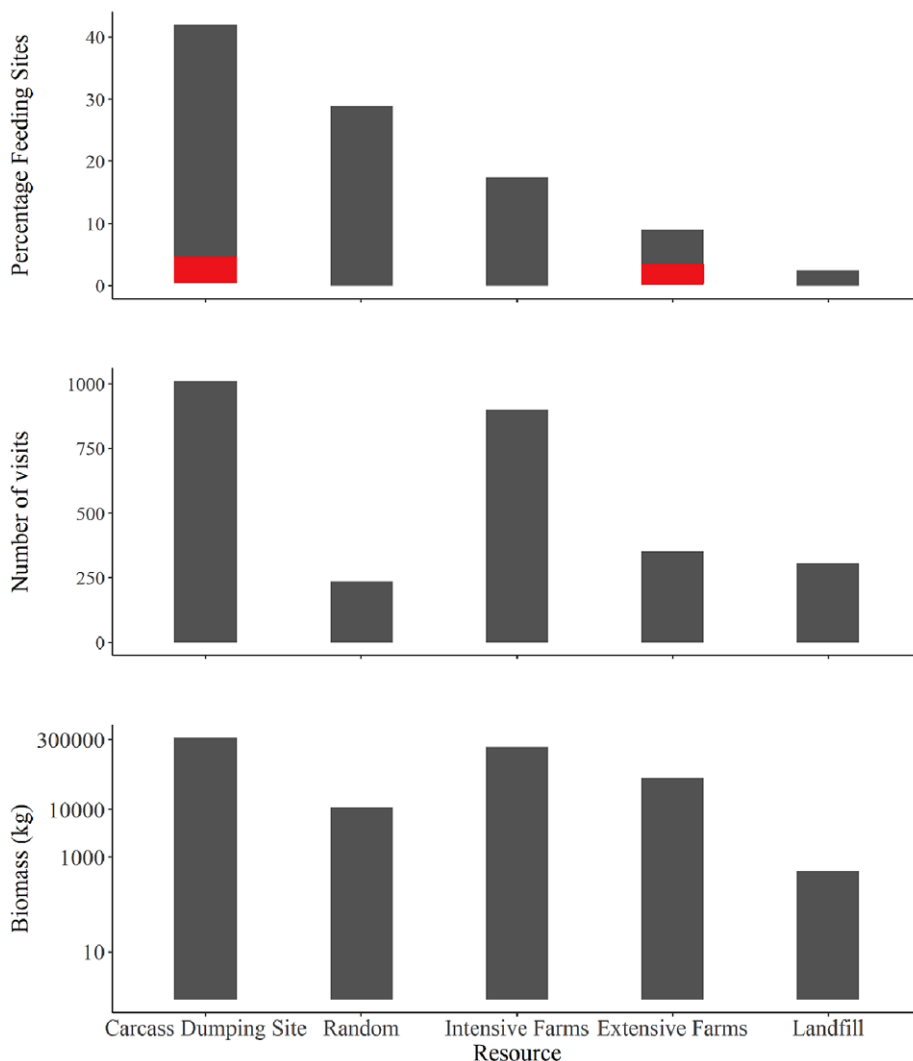 Percentage Feeding Sites
40
30
20
10
0
Number of visits
1000
750
500
250
0
Biomass (kg)
300000
10000
1000
10
Carcass Dumping Site Random Intensive Farms Extensive Farms Landfill
Resource